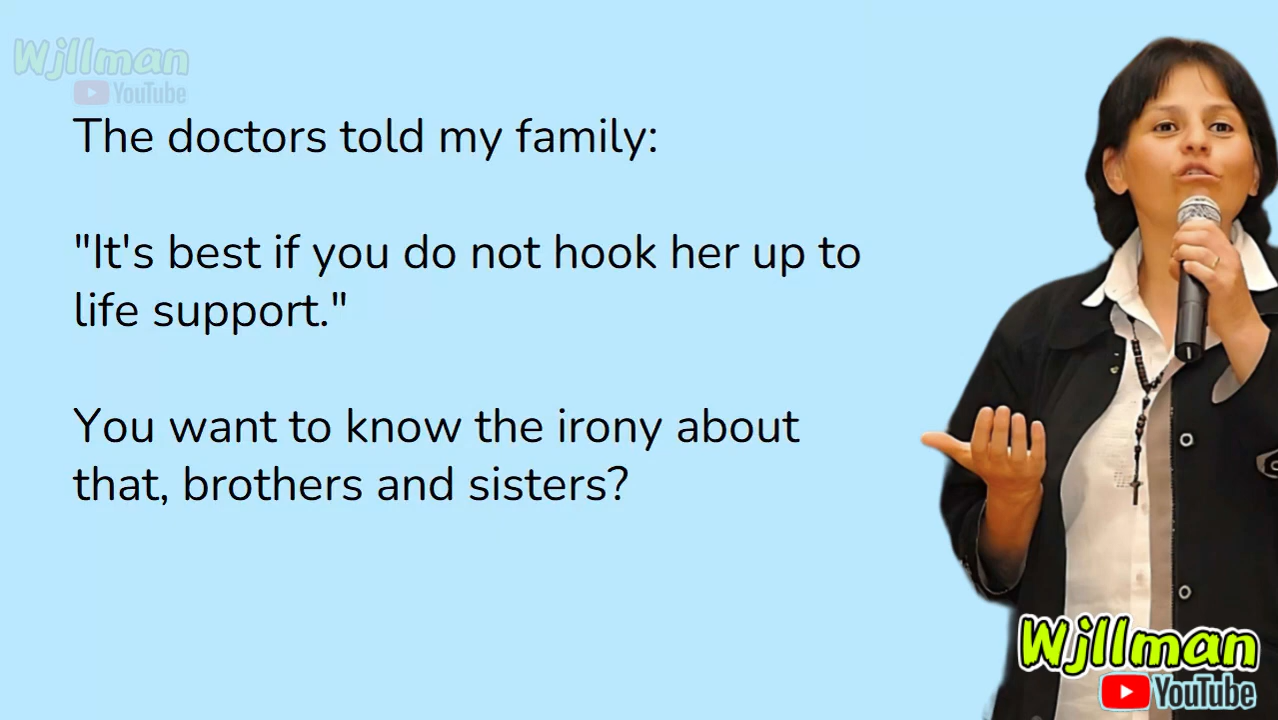 Wjllman
YouTube
The doctors told my family:
"It's best if you do not hook her up to
life support."
You want to know the irony about
that, brothers and sisters?
Wjllman
YouTube